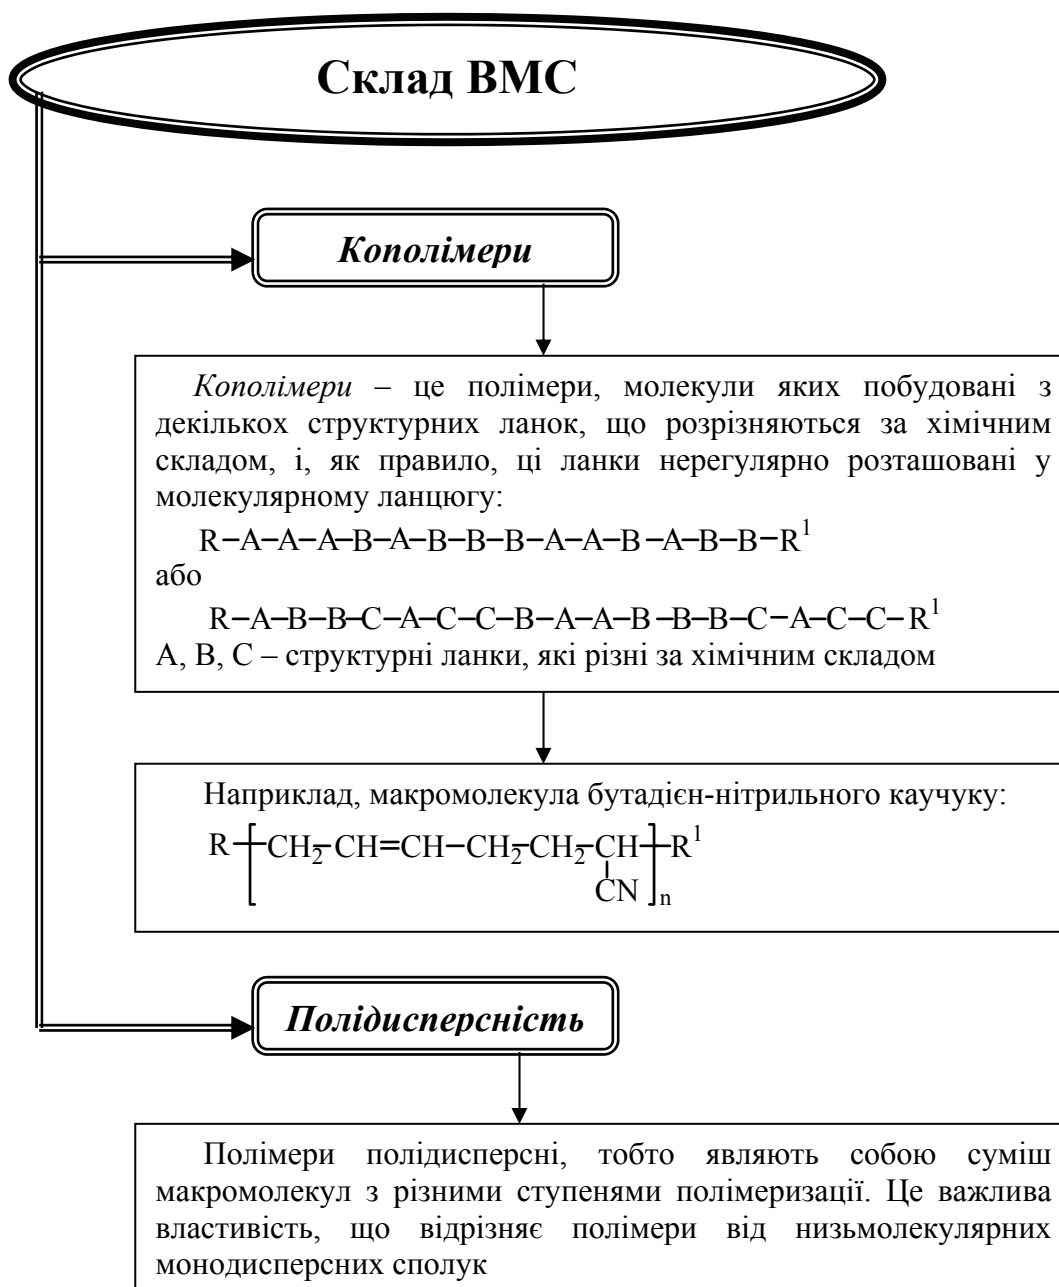 Склад ВМС
Кополімери
Кополімери – це полімери, молекули яких побудовані з
декількох структурних ланок, що розрізняються за хімічним
складом, і, як правило, ці ланки нерегулярно розташовані у
молекулярному ланцюгу:
R–A–A–A–B–A–B–B–B–A–A–B–A–B–B–R¹
або
R–A–B–B–C–A–C–C–B–A–A–B–B–B–C–A–C–C–R¹
A, B, C – структурні ланки, які різні за хімічним складом
Наприклад, макромолекула бутадієн-нітрильного каучуку:
R–[CH₂–CH=CH–CH₂–CH₂–CH]–R¹
CN n
Полідисперсність
Полімери полідисперсні, тобто являють собою суміш
макромолекул з різними ступенями полімеризації. Це важлива
властивість, що відрізняє полімери від низьмолекулярних
монодисперсних сполук